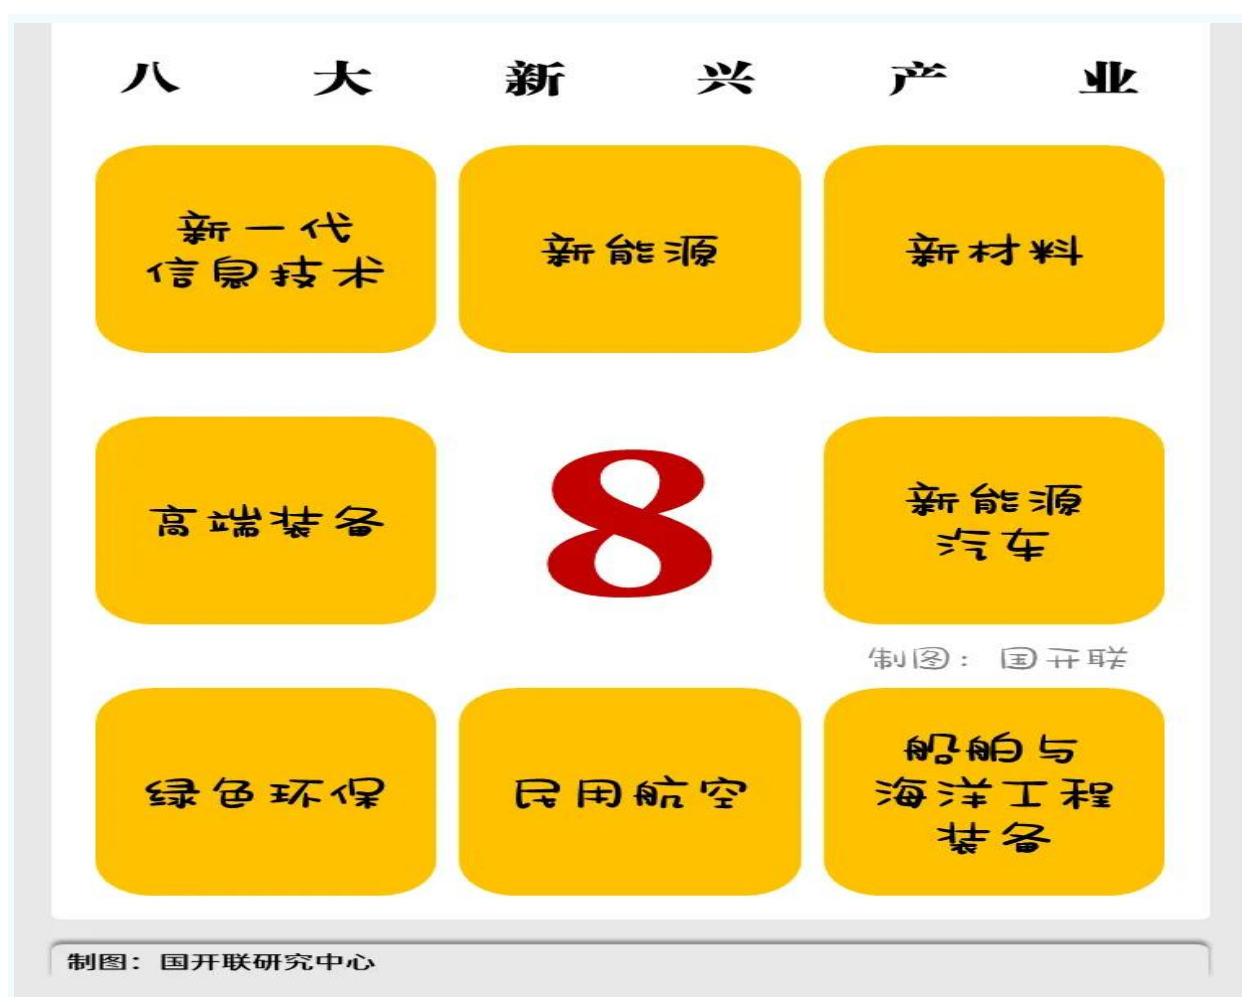 八大新兴产业
新一代
信息技术
新能源
新材料
高端装备
8
新能源
汽车
制图：国开联
绿色环保
民用航空
船舶与
海洋工程
装备
制图：国开联研究中心